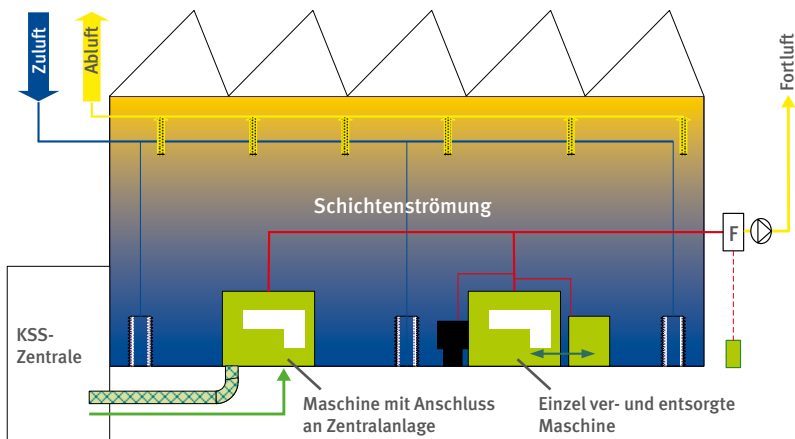 Zuluft
Abluft
Fortluft
Schichtenströmung
F
KSS-
Zentrale
Maschine mit Anschluss
an Zentralanlage
Einzel ver- und entsorgte
Maschine